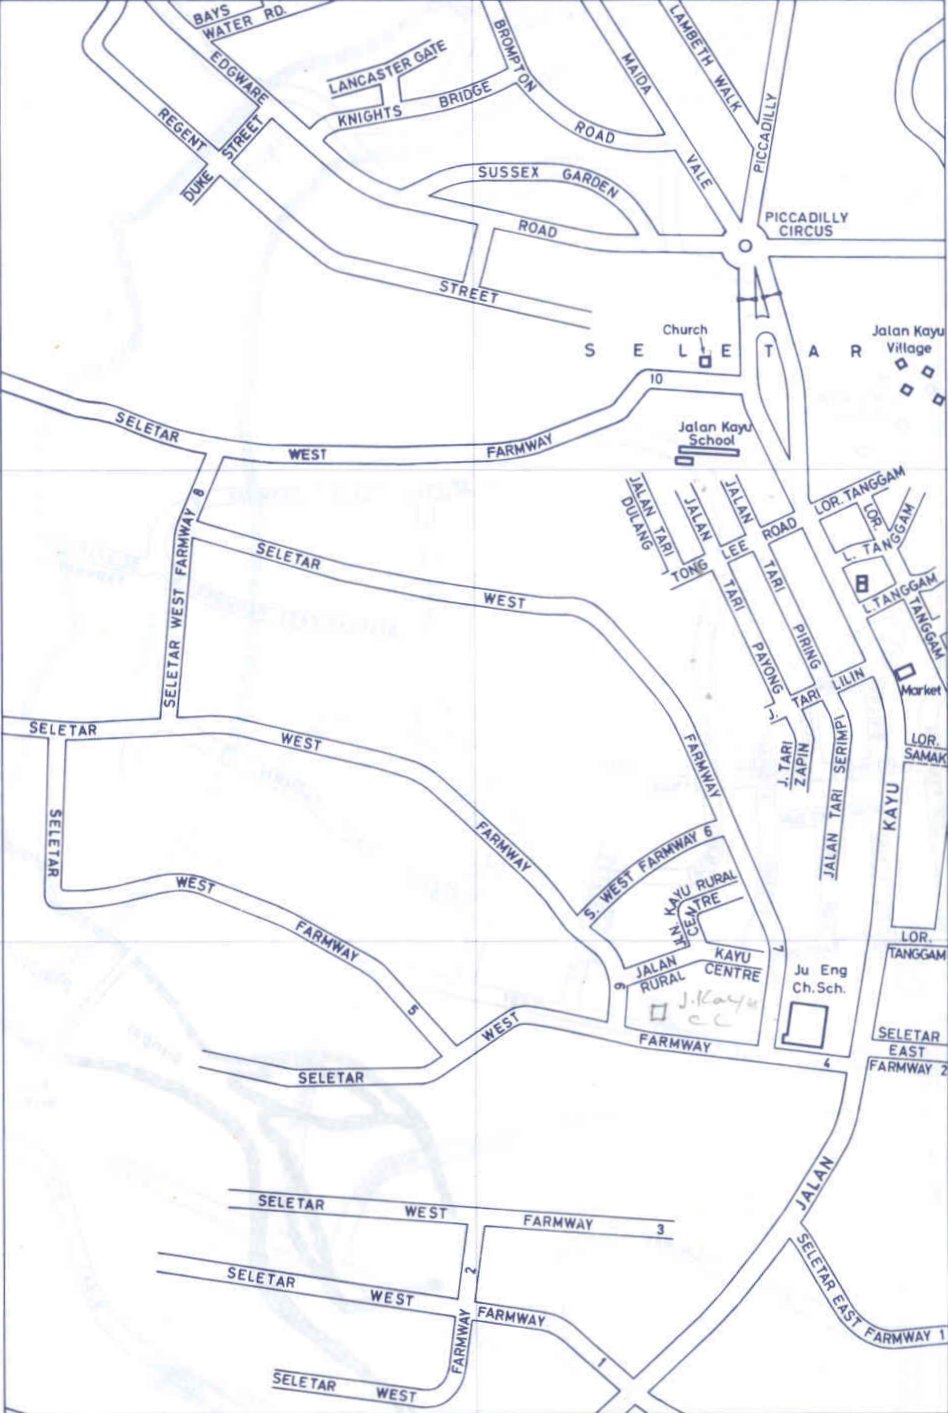 BAYS
WATER RD.
EDGWARE
REGENT
DUKE
STREET
LANCASTER GATE
KNIGHTS
BRIDGE
BROMPTON
ROAD
MAIDA
VALE
LAMBETH WALK
PICCADILLY
SUSSEX GARDEN
ROAD
STREET
PICCADILLY
CIRCUS
Church
SELETAR
Jalan Kayu
Village
10
SELETAR
WEST
FARMWAY
Jalan Kayu
School
SELETAR WEST FARMWAY 8
SELETAR
WEST
FARMWAY
7
JALAN TARI
DULANG
JALAN
TARI
PAYONG
JALAN
TARI
PIRING
TONG
LEE
ROAD
LOR. TANGGAM
LOR.
L. TANGGAM
L. TANGGAM
TANGGAM
Market
TARI
LILIN
J. TARI
ZAPIN
JALAN TARI SERIMPI
KAYU
LOR.
SAMAK
SELETAR
WEST
FARMWAY
9
SELETAR
WEST
FARMWAY
5
S. WEST FARMWAY 6
JLN. KAYU RURAL
CENTRE
JALAN
RURAL
KAYU
CENTRE
J. Kayu
CC
Ju Eng
Ch.Sch.
LOR.
TANGGAM
SELETAR
WEST
FARMWAY
4
SELETAR
EAST
FARMWAY 2
JALAN
SELETAR
WEST
FARMWAY
3
SELETAR
WEST
FARMWAY
1
2
FARMWAY
SELETAR
WEST
SELETAR EAST FARMWAY 1